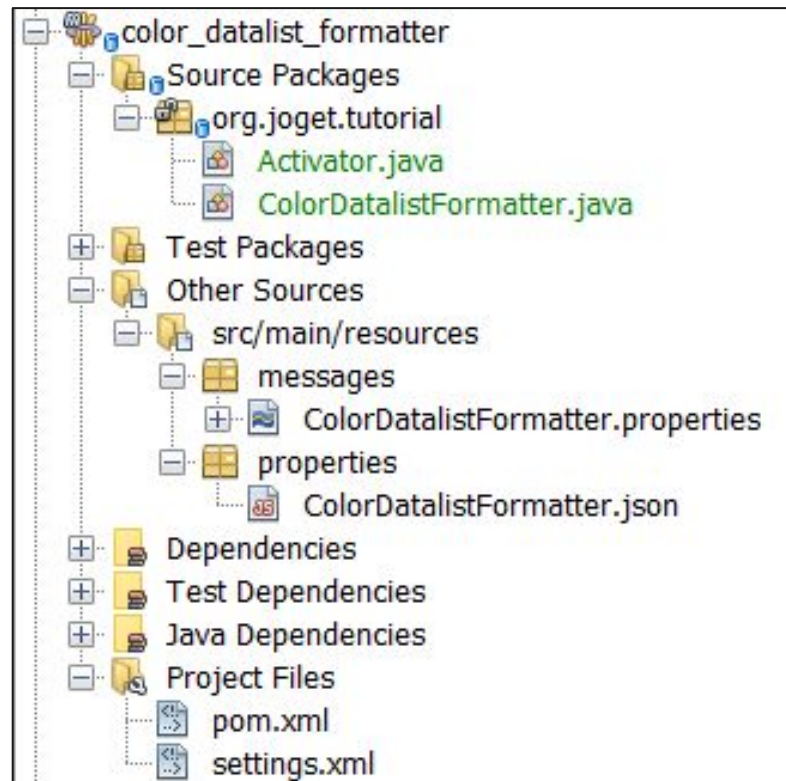 color_datalist_formatter
Source Packages
org.joget.tutorial
Activator.java
ColorDatalistFormatter.java
Test Packages
Other Sources
src/main/resources
messages
ColorDatalistFormatter.properties
properties
ColorDatalistFormatter.json
Dependencies
Test Dependencies
Java Dependencies
Project Files
pom.xml
settings.xml